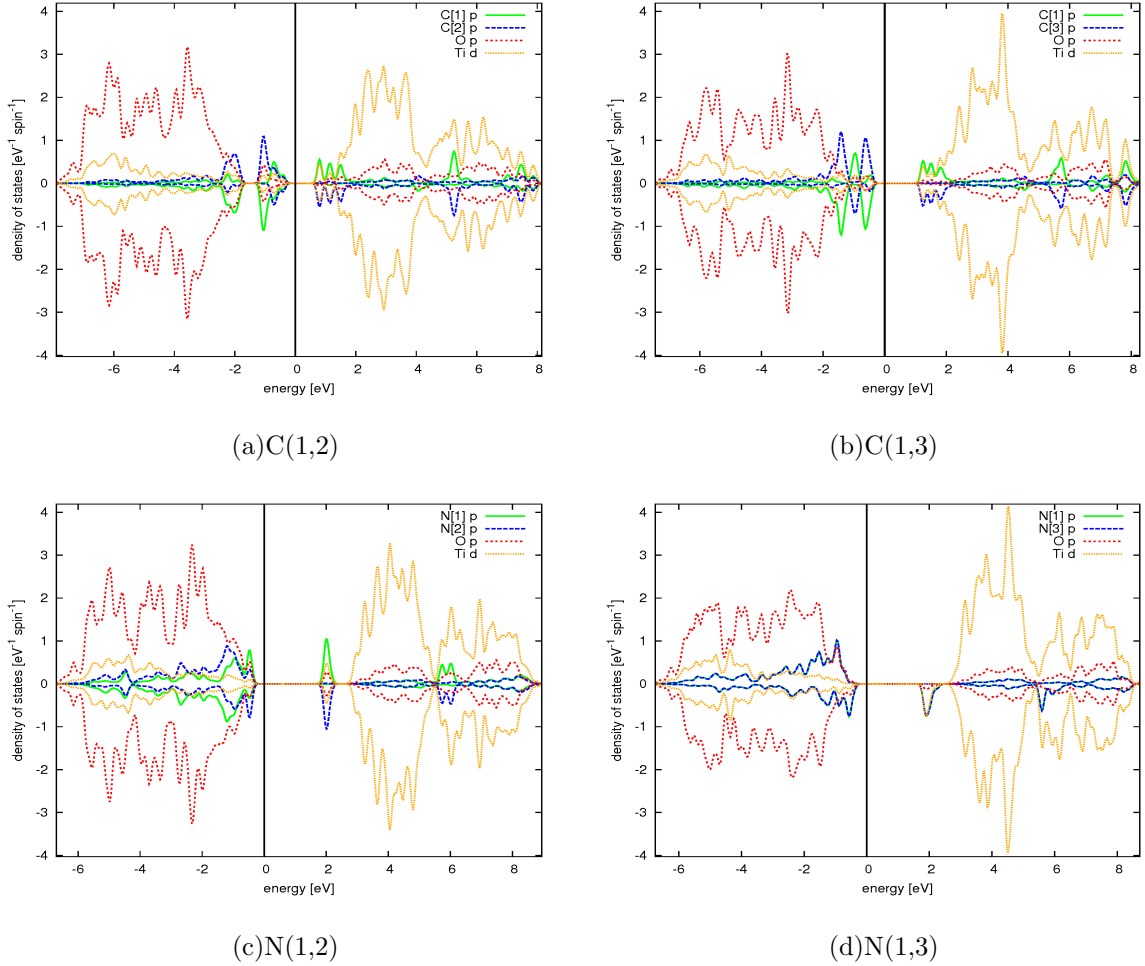 C[1] p
C[2] p
O p
Ti d
density of states [eV⁻¹ spin⁻¹]
4
3
2
1
0
-1
-2
-3
-4
-6
-4
-2
0
2
4
6
8
energy [eV]
(a)C(1,2)
C[1] p
C[3] p
O p
Ti d
density of states [eV⁻¹ spin⁻¹]
4
3
2
1
0
-1
-2
-3
-4
-6
-4
-2
0
2
4
6
8
energy [eV]
(b)C(1,3)
N[1] p
N[2] p
O p
Ti d
density of states [eV⁻¹ spin⁻¹]
4
3
2
1
0
-1
-2
-3
-4
-6
-4
-2
0
2
4
6
8
energy [eV]
(c)N(1,2)
N[1] p
N[3] p
O p
Ti d
density of states [eV⁻¹ spin⁻¹]
4
3
2
1
0
-1
-2
-3
-4
-6
-4
-2
0
2
4
6
8
energy [eV]
(d)N(1,3)